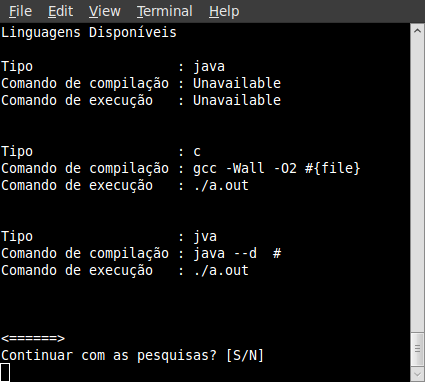 File Edit View Terminal Help
Linguagens Disponíveis
Tipo : java
Comando de compilação : Unavailable
Comando de execução : Unavailable
Tipo : c
Comando de compilação : gcc -Wall -O2 #{file}
Comando de execução : ./a.out
Tipo : jva
Comando de compilação : java --d #
Comando de execução : ./a.out
<======>
Continuar com as pesquisas? [S/N]